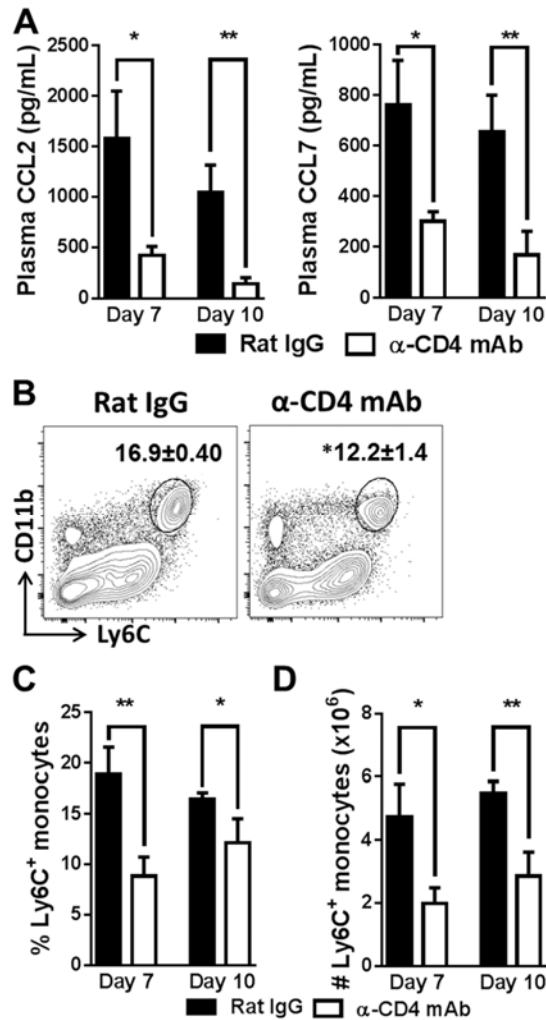 A
Plasma CCL2 (pg/mL)
2500
2000
1500
1000
500
0
*
**
Day 7
Day 10
Plasma CCL7 (pg/mL)
1000
800
600
400
200
0
*
**
Day 7
Day 10
Rat IgG
α-CD4 mAb
B
Rat IgG
α-CD4 mAb
16.9±0.40
*12.2±1.4
CD11b
Ly6C
C
% Ly6C+ monocytes
25
20
15
10
5
0
**
*
Day 7
Day 10
D
# Ly6C+ monocytes (x10⁶)
8
6
4
2
0
*
**
Day 7
Day 10
Rat IgG
α-CD4 mAb